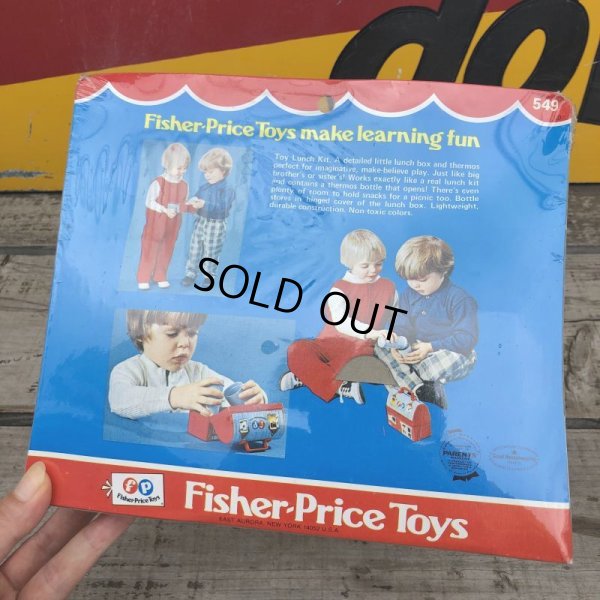 do
549
Fisher-Price Toys make learning fun
Toy Lunch Kit. A detailed little lunch box and thermos
perfect for imaginative, make-believe play. Just like big
brother's or sister's! Works exactly like a real lunch kit
and contains a thermos bottle that opens! There's even
plenty of room to hold snacks for a picnic too. Bottle
stores in hinged cover of the lunch box. Lightweight,
durable construction. Non toxic colors.
SOLD OUT
PARENTS
FP
Fisher-Price Toys
Fisher-Price Toys
EAST AURORA, NEW YORK 14052 U.S.A.